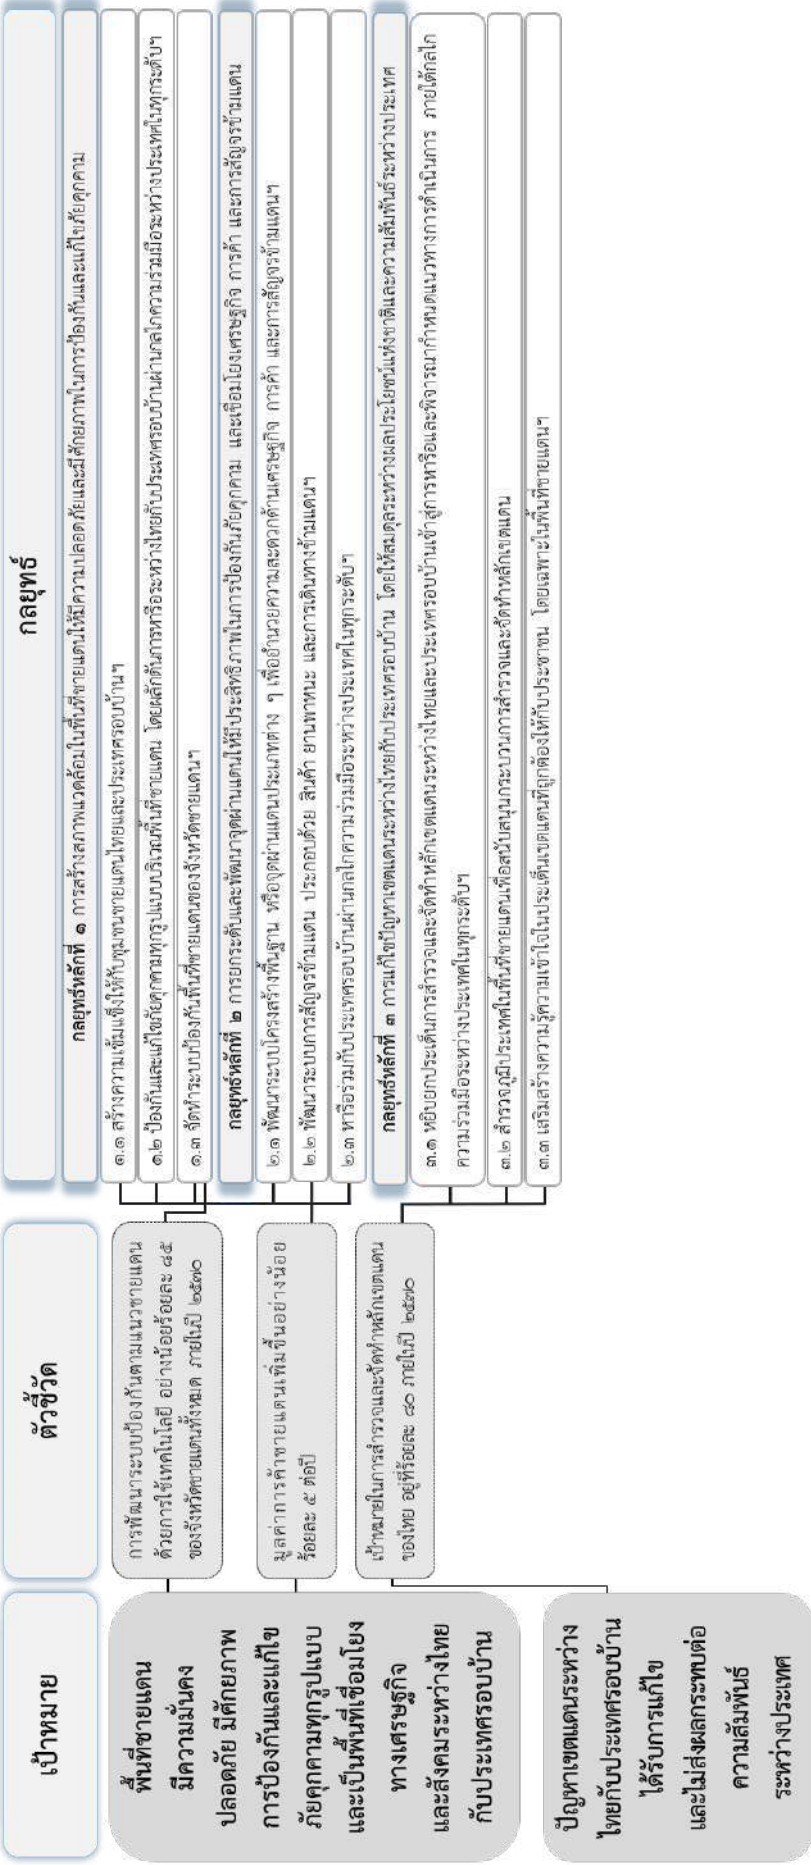 เป้าหมาย
ตัวชี้วัด
กลยุทธ์
พื้นที่ชายแดน
มีความมั่นคง
ปลอดภัย มีศักยภาพ
การป้องกันและแก้ไข
ภัยคุกคามทุกรูปแบบ
และเป็นพื้นที่เชื่อมโยง
ทางเศรษฐกิจ
และสังคมระหว่างไทย
กับประเทศรอบบ้าน
ปัญหาเขตแดนระหว่าง
ไทยกับประเทศรอบบ้าน
ได้รับการแก้ไข
และไม่ส่งผลกระทบต่อ
ความสัมพันธ์
ระหว่างประเทศ
การพัฒนาระบบป้องกันตามแนวชายแดน
ด้วยการใช้เทคโนโลยี อย่างน้อยร้อยละ ๘๕
ของจังหวัดชายแดนทั้งหมด ภายในปี ๒๕๗๐
มูลค่าการค้าชายแดนเพิ่มขึ้นอย่างน้อย
ร้อยละ ๕ ต่อปี
เป้าหมายในการสำรวจและจัดทำหลักเขตแดน
ของไทย อยู่ที่ร้อยละ ๘๐ ภายในปี ๒๕๗๐
กลยุทธ์หลักที่ ๑ การสร้างสภาพแวดล้อมในพื้นที่ชายแดนให้มีความปลอดภัยและมีศักยภาพในการป้องกันและแก้ไขภัยคุกคาม
๑.๑ สร้างความเข้มแข็งให้กับชุมชนชายแดนไทยและประเทศรอบบ้านฯ
๑.๒ ป้องกันและแก้ไขภัยคุกคามทุกรูปแบบบริเวณพื้นที่ชายแดน โดยผลักดันการหารือระหว่างไทยกับประเทศรอบบ้านผ่านกลไกความร่วมมือระหว่างประเทศในทุกระดับฯ
๑.๓ จัดทำระบบป้องกันพื้นที่ชายแดนของจังหวัดชายแดนฯ
กลยุทธ์หลักที่ ๒ การยกระดับและพัฒนาจุดผ่านแดนให้มีประสิทธิภาพในการป้องกันภัยคุกคาม และเชื่อมโยงเศรษฐกิจ การค้า และการสัญจรข้ามแดน
๒.๑ พัฒนาระบบโครงสร้างพื้นฐาน หรือจุดผ่านแดนประเภทต่าง ๆ เพื่ออำนวยความสะดวกด้านเศรษฐกิจ การค้า และการสัญจรข้ามแดนฯ
๒.๒ พัฒนาระบบการสัญจรข้ามแดน ประกอบด้วย สินค้า ยานพาหนะ และการเดินทางข้ามแดนฯ
๒.๓ หารือร่วมกับประเทศรอบบ้านผ่านกลไกความร่วมมือระหว่างประเทศในทุกระดับฯ
กลยุทธ์หลักที่ ๓ การแก้ไขปัญหาเขตแดนระหว่างไทยกับประเทศรอบบ้าน โดยให้สมดุลระหว่างผลประโยชน์แห่งชาติและความสัมพันธ์ระหว่างประเทศ
๓.๑ หยิบยกประเด็นการสำรวจและจัดทำหลักเขตแดนระหว่างไทยและประเทศรอบบ้านเข้าสู่การหารือและพิจารณากำหนดแนวทางการดำเนินการ ภายใต้กลไก
ความร่วมมือระหว่างประเทศในทุกระดับฯ
๓.๒ สำรวจภูมิประเทศในพื้นที่ชายแดนเพื่อสนับสนุนกระบวนการสำรวจและจัดทำหลักเขตแดน
๓.๓ เสริมสร้างความรู้ความเข้าใจในประเด็นเขตแดนที่ถูกต้องให้กับประชาชน โดยเฉพาะในพื้นที่ชายแดนฯ